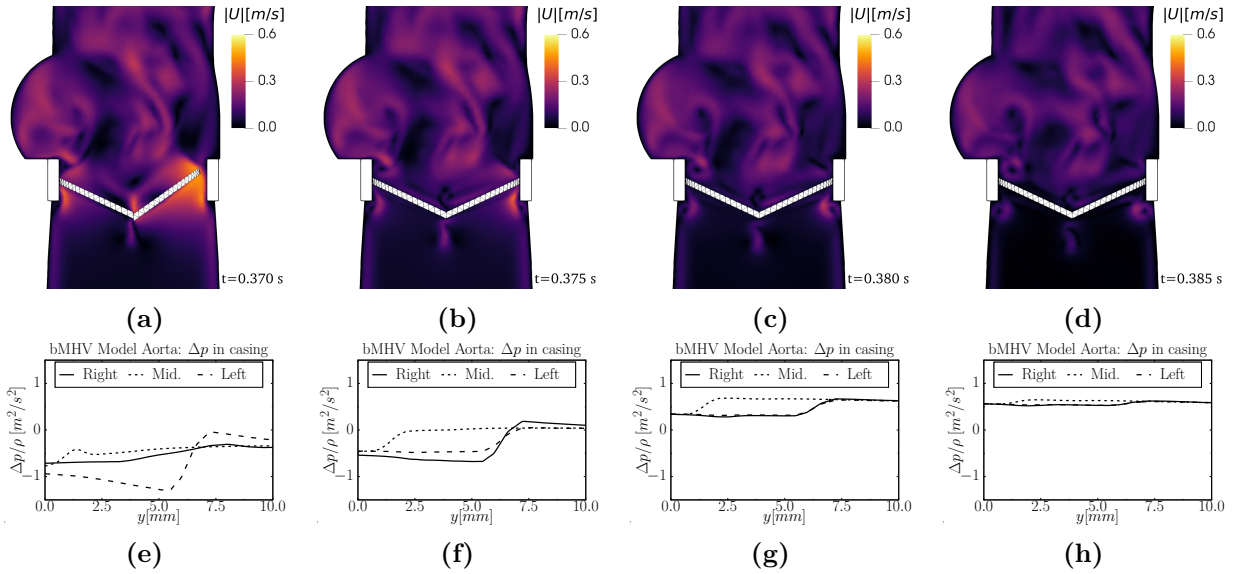 |U| [m/s]
0.6
0.3
0.0
t=0.370 s
|U| [m/s]
0.6
0.3
0.0
t=0.375 s
|U| [m/s]
0.6
0.3
0.0
t=0.380 s
|U| [m/s]
0.6
0.3
0.0
t=0.385 s
(a)
(b)
(c)
(d)
bMHV Model Aorta: Δp in casing
Right Mid. Left
Δp/ρ [m²/s²]
1
0
−1
0.0 2.5 5.0 7.5 10.0
y[mm]
bMHV Model Aorta: Δp in casing
Right Mid. Left
Δp/ρ [m²/s²]
1
0
−1
0.0 2.5 5.0 7.5 10.0
y[mm]
bMHV Model Aorta: Δp in casing
Right Mid. Left
Δp/ρ [m²/s²]
1
0
−1
0.0 2.5 5.0 7.5 10.0
y[mm]
bMHV Model Aorta: Δp in casing
Right Mid. Left
Δp/ρ [m²/s²]
1
0
−1
0.0 2.5 5.0 7.5 10.0
y[mm]
(e)
(f)
(g)
(h)